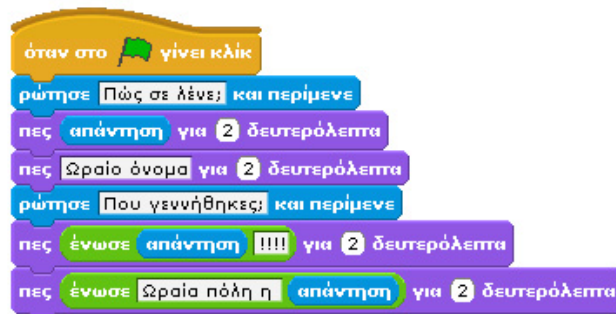 όταν στο γίνει κλίκ
ρώτησε Πώς σε λένε; και περίμενε
πες απάντηση για 2 δευτερόλεπτα
πες Ωραίο όνομα για 2 δευτερόλεπτα
ρώτησε Που γεννήθηκες; και περίμενε
πες ένωσε απάντηση !!!! για 2 δευτερόλεπτα
πες ένωσε Ωραία πόλη η απάντηση για 2 δευτερόλεπτα